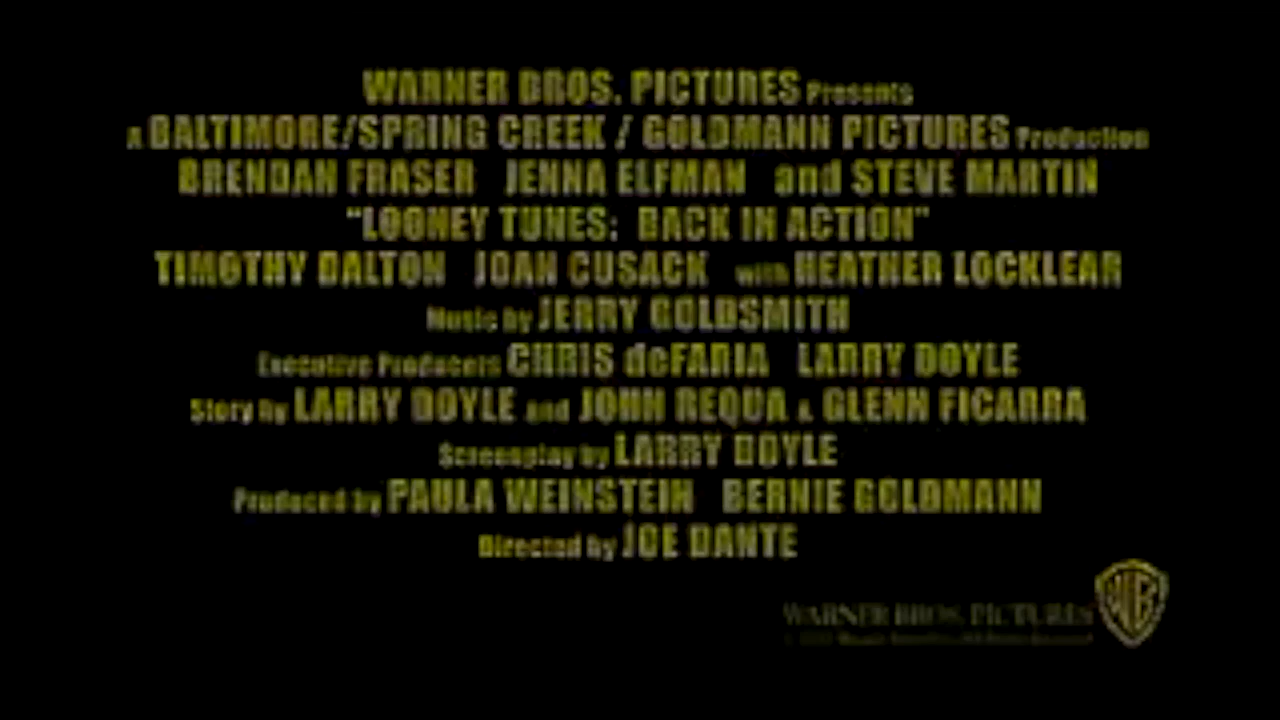 WARNER BROS. PICTURES Presents
A BALTIMORE/SPRING CREEK / GOLDMANN PICTURES Production
BRENDAN FRASER JENNA ELFMAN and STEVE MARTIN
"LOONEY TUNES: BACK IN ACTION"
TIMOTHY DALTON JOAN CUSACK with HEATHER LOCKLEAR
Music by JERRY GOLDSMITH
Executive Producers CHRIS deFARIA LARRY DOYLE
Story by LARRY DOYLE and JOHN REQUA & GLENN FICARRA
Screenplay by LARRY DOYLE
Produced by PAULA WEINSTEIN BERNIE GOLDMANN
Directed by JOE DANTE
WARNER BROS. PICTURES
WB